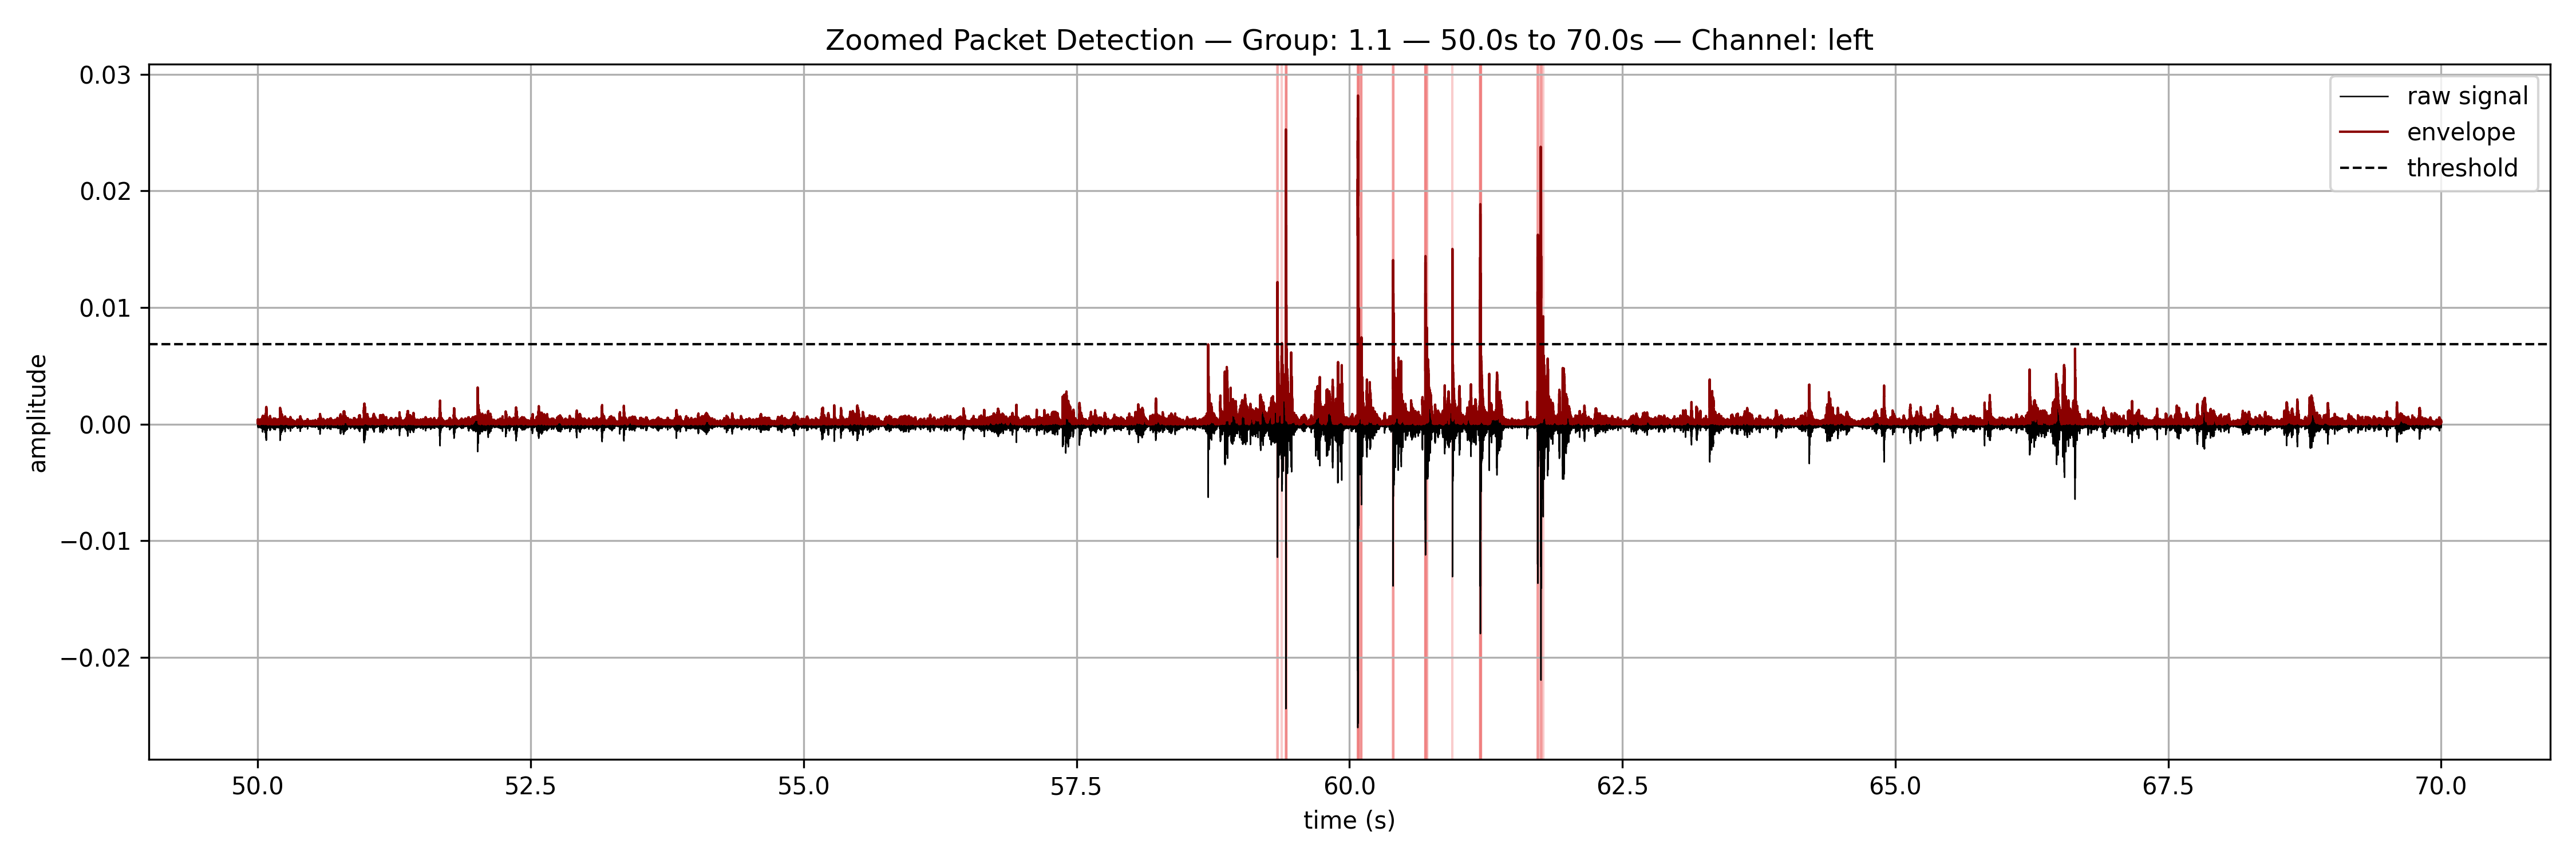 Zoomed Packet Detection — Group: 1.1 — 50.0s to 70.0s — Channel: left
0.03
0.02
0.01
0.00
−0.01
−0.02
amplitude
raw signal
envelope
threshold
50.0 52.5 55.0 57.5 60.0 62.5 65.0 67.5 70.0
time (s)